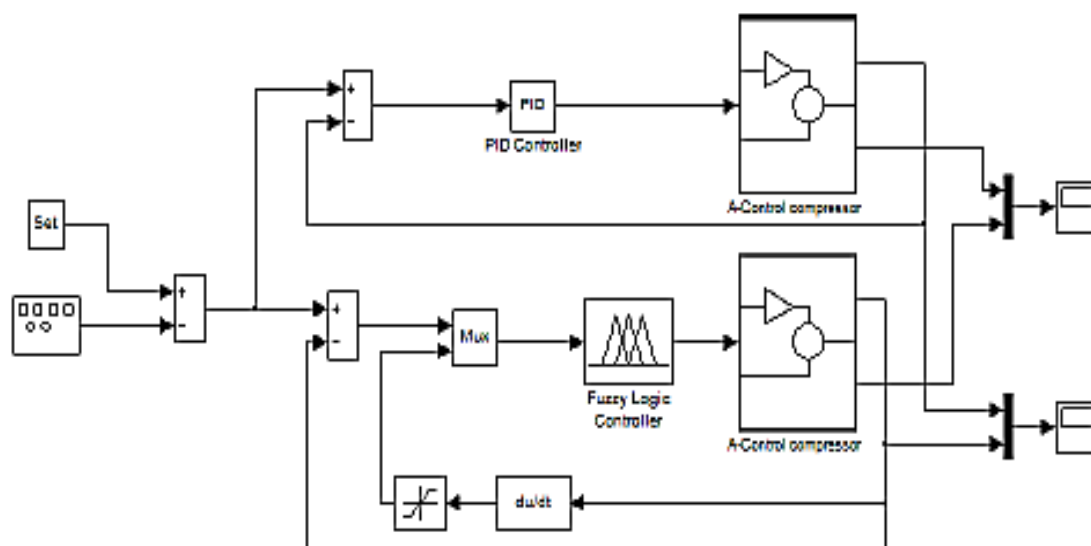 +
-
PID
PID Controller
A-Control compressor
Set
+
-
+
-
Mux
Fuzzy Logic
Controller
A-Control compressor
du/dt